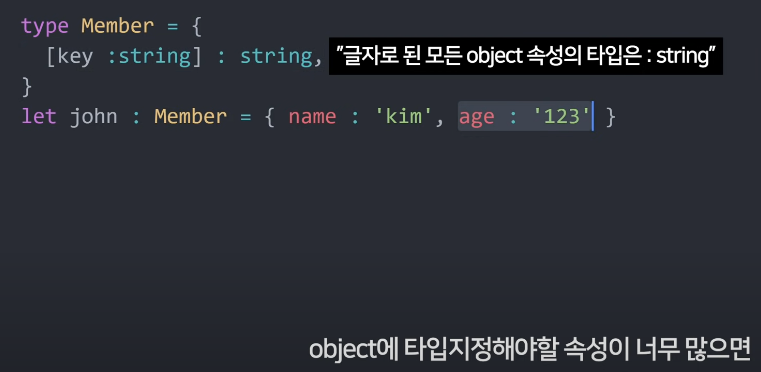 type Member = {
[key :string] : string, "글자로 된 모든 object 속성의 타입은 : string"
}
let john : Member = { name : 'kim', age : '123' }
object에 타입지정해야할 속성이 너무 많으면